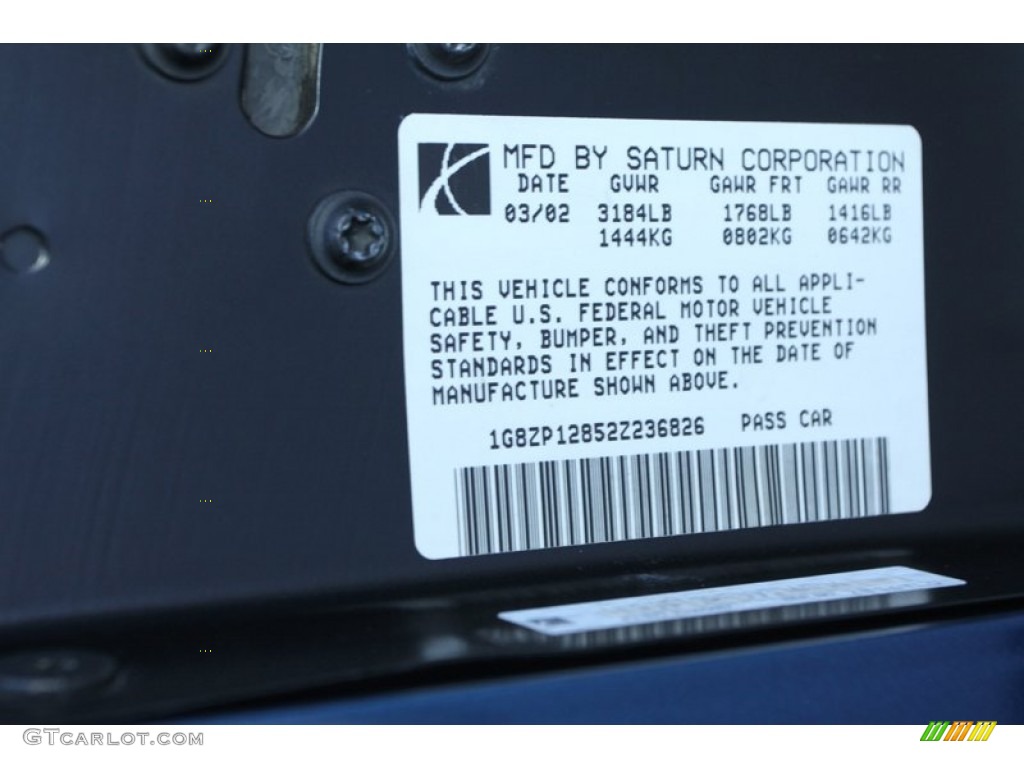 MFD BY SATURN CORPORATION
DATE GVWR GAWR FRT GAWR RR
03/02 3184LB 1768LB 1416LB
1444KG 0802KG 0642KG
THIS VEHICLE CONFORMS TO ALL APPLI-
CABLE U.S. FEDERAL MOTOR VEHICLE
SAFETY, BUMPER, AND THEFT PREVENTION
STANDARDS IN EFFECT ON THE DATE OF
MANUFACTURE SHOWN ABOVE.
1G8ZP12852Z236826 PASS CAR
GTCARLOT.COM